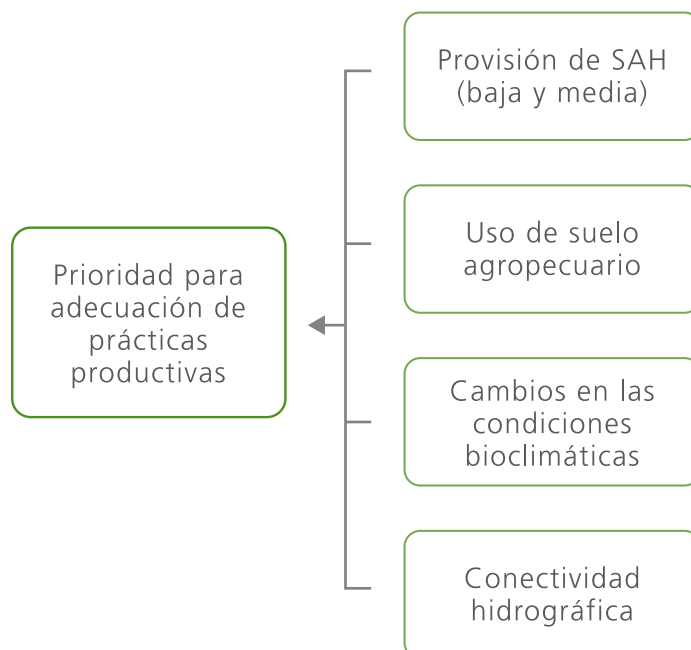 Provisión de SAH
(baja y media)
Uso de suelo
agropecuario
Prioridad para
adecuación de
prácticas
productivas
Cambios en las
condiciones
bioclimáticas
Conectividad
hidrográfica